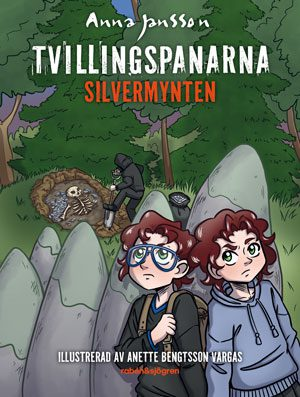 Anna Jansson
TVILLINGSPANARNA
SILVERMYNTEN
ILLUSTRERAD AV ANETTE BENGTSSON VARGAS
rabén&sjögren